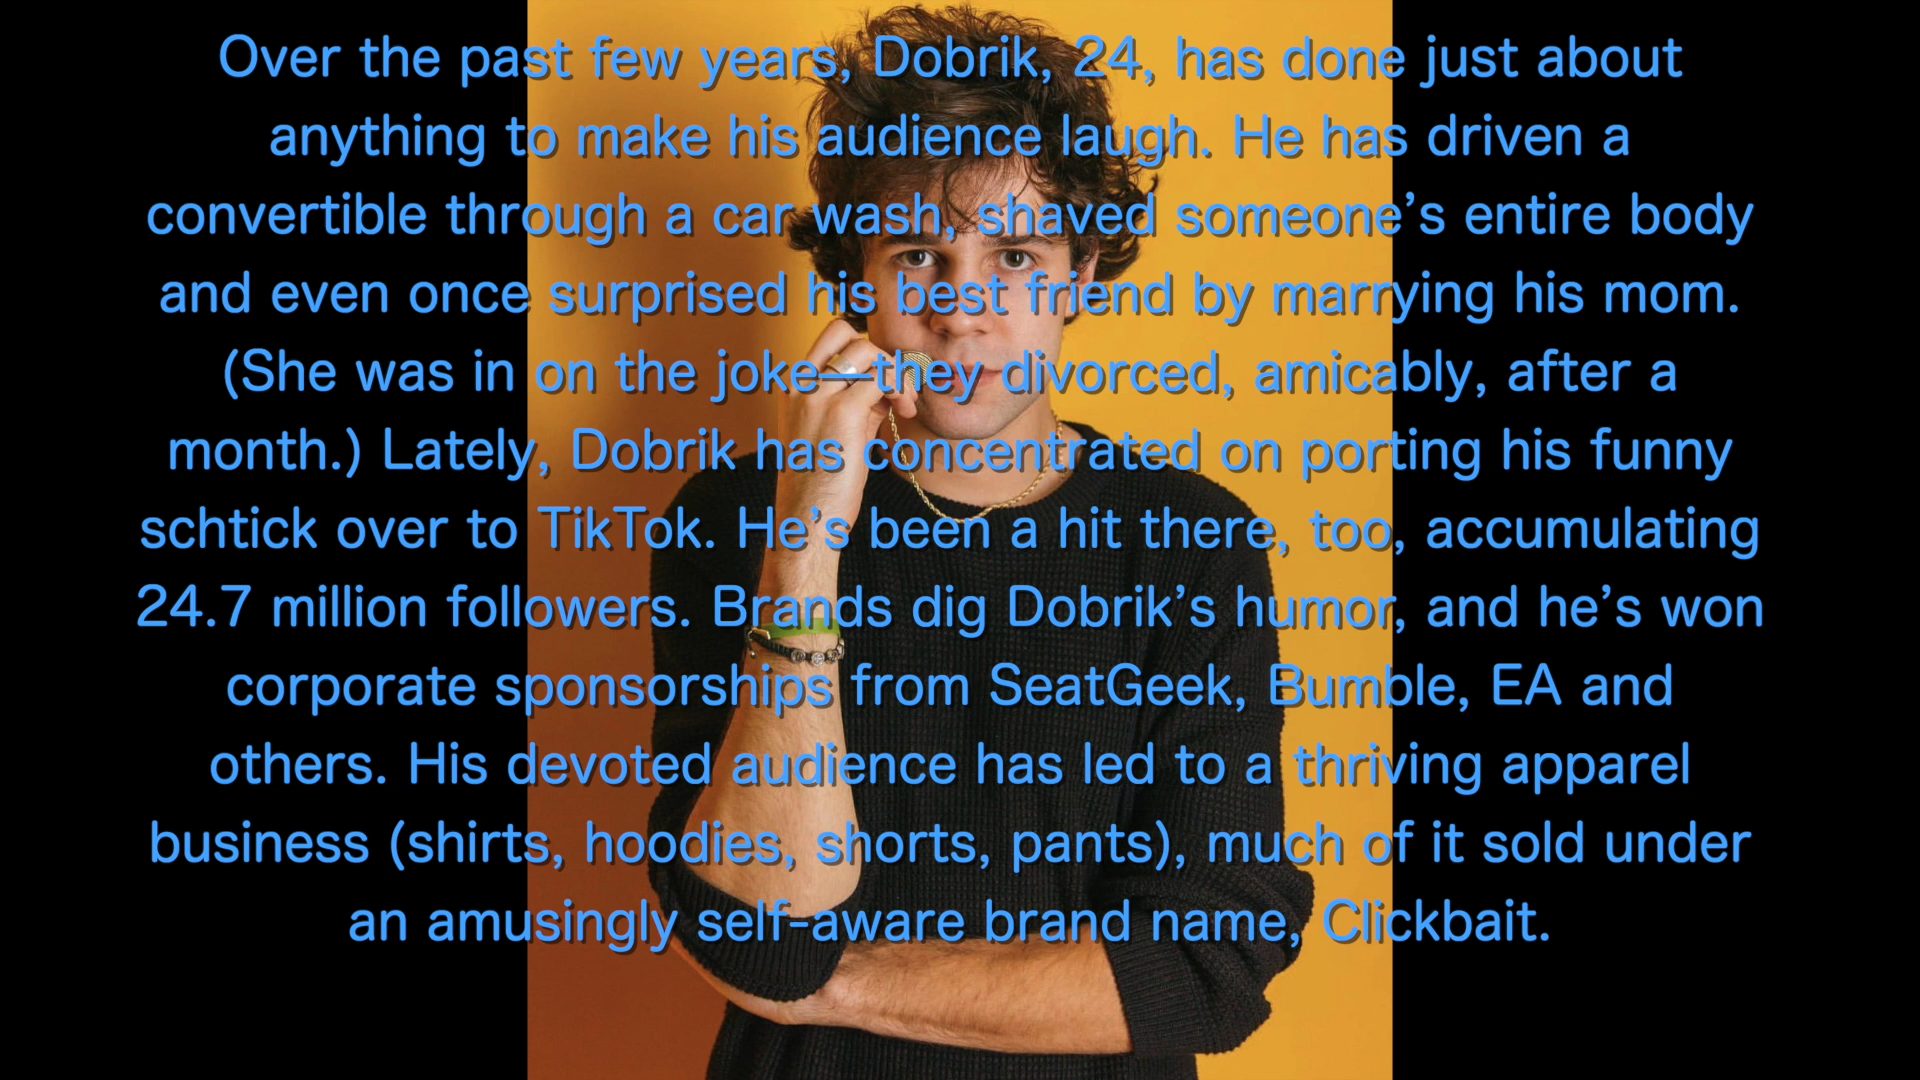 Over the past few years, Dobrik, 24, has done just about
anything to make his audience laugh. He has driven a
convertible through a car wash, shaved someone’s entire body
and even once surprised his best friend by marrying his mom.
(She was in on the joke—they divorced, amicably, after a
month.) Lately, Dobrik has concentrated on porting his funny
schtick over to TikTok. He’s been a hit there, too, accumulating
24.7 million followers. Brands dig Dobrik’s humor, and he’s won
corporate sponsorships from SeatGeek, Bumble, EA and
others. His devoted audience has led to a thriving apparel
business (shirts, hoodies, shorts, pants), much of it sold under
an amusingly self-aware brand name, Clickbait.